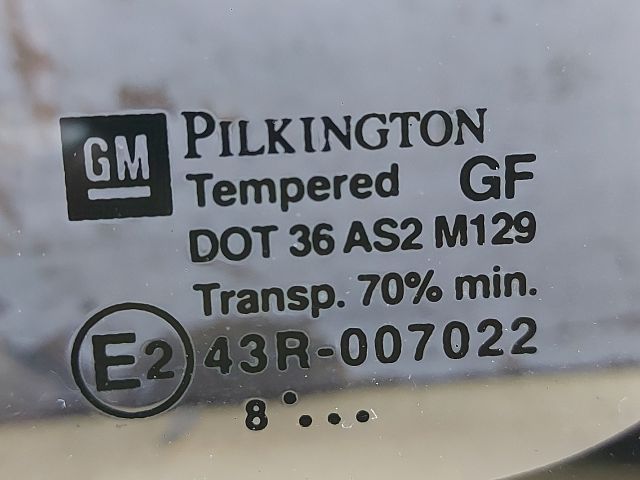 GM PILKINGTON
Tempered GF
DOT 36 AS2 M129
Transp. 70% min.
E2 43R-007022
8 ....